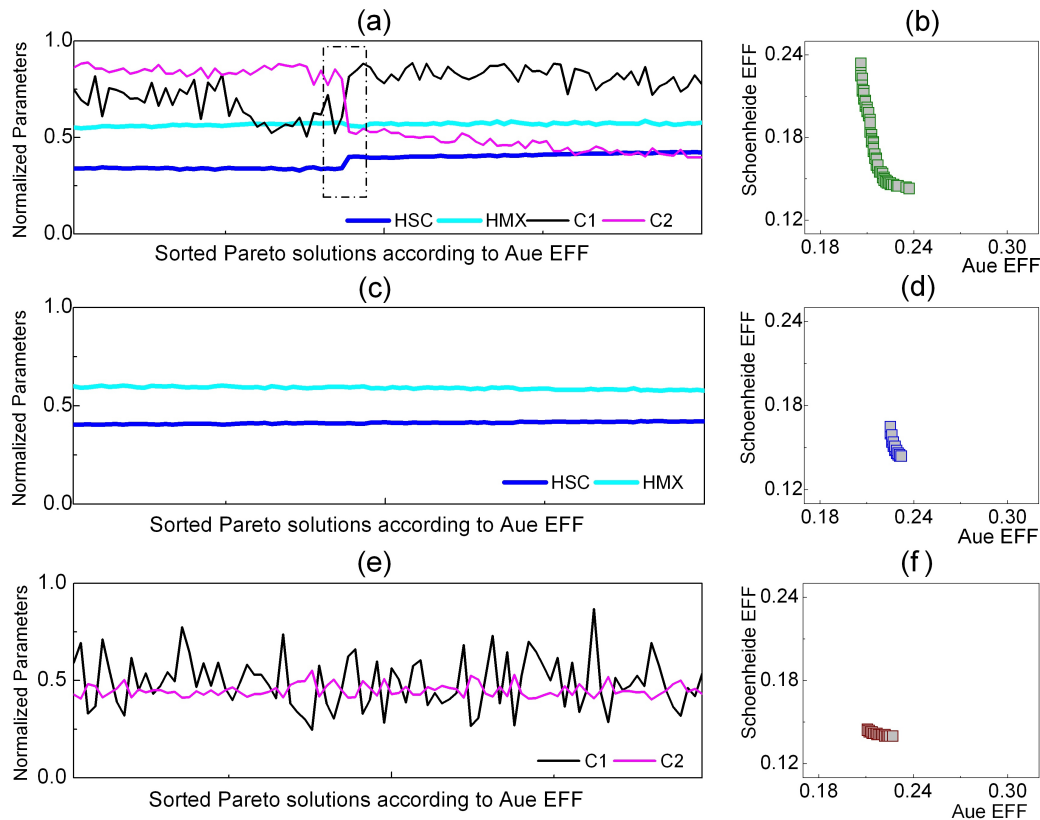 (a)
1.0
0.5
0.0
Normalized Parameters
HSC HMX C1 C2
Sorted Pareto solutions according to Aue EFF
(b)
0.24
0.18
0.12
Schoenheide EFF
0.18 0.24 0.30
Aue EFF
(c)
1.0
0.5
0.0
Normalized Parameters
HSC HMX
Sorted Pareto solutions according to Aue EFF
(d)
0.24
0.18
0.12
Schoenheide EFF
0.18 0.24 0.30
Aue EFF
(e)
1.0
0.5
0.0
Normalized Parameters
C1 C2
Sorted Pareto solutions according to Aue EFF
(f)
0.24
0.18
0.12
Schoenheide EFF
0.18 0.24 0.30
Aue EFF